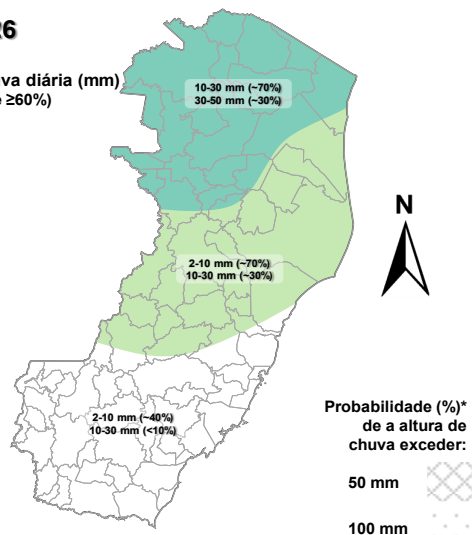 26
va diária (mm)
e ≥60%)
10-30 mm (~70%)
30-50 mm (~30%)
2-10 mm (~70%)
10-30 mm (~30%)
N
2-10 mm (~40%)
10-30 mm (<10%)
Probabilidade (%)*
de a altura de
chuva exceder:
50 mm
100 mm